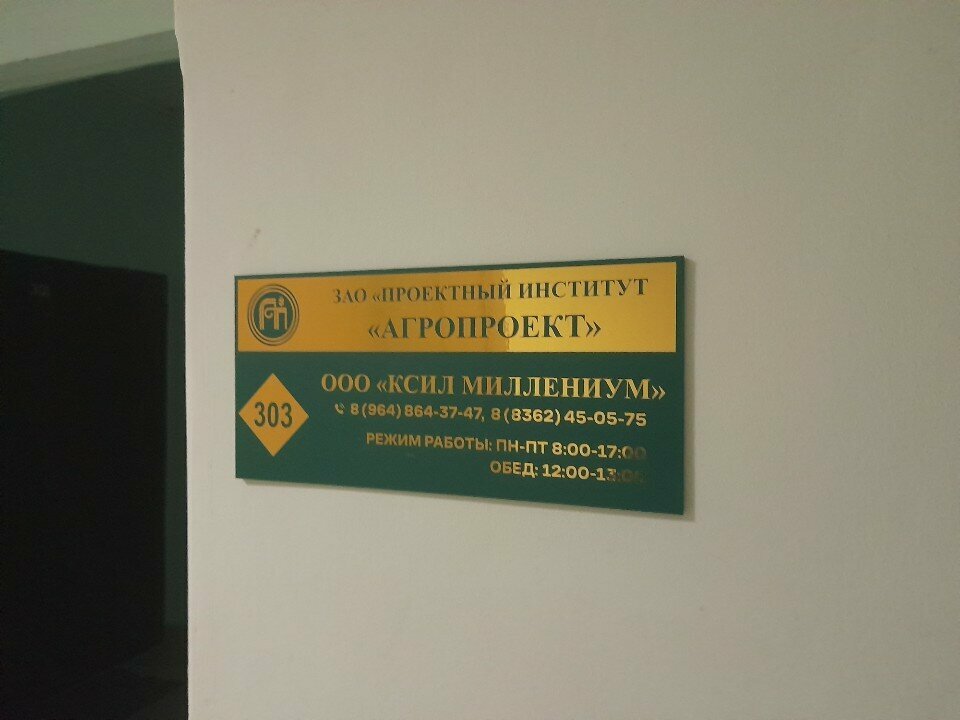 ЗАО «ПРОЕКТНЫЙ ИНСТИТУТ
«АГРОПРОЕКТ»
303
ООО «КСИЛ МИЛЛЕНИУМ»
8 (964) 864-37-47, 8 (8362) 45-05-75
РЕЖИМ РАБОТЫ: ПН-ПТ 8:00-17:00
ОБЕД: 12:00-13:00